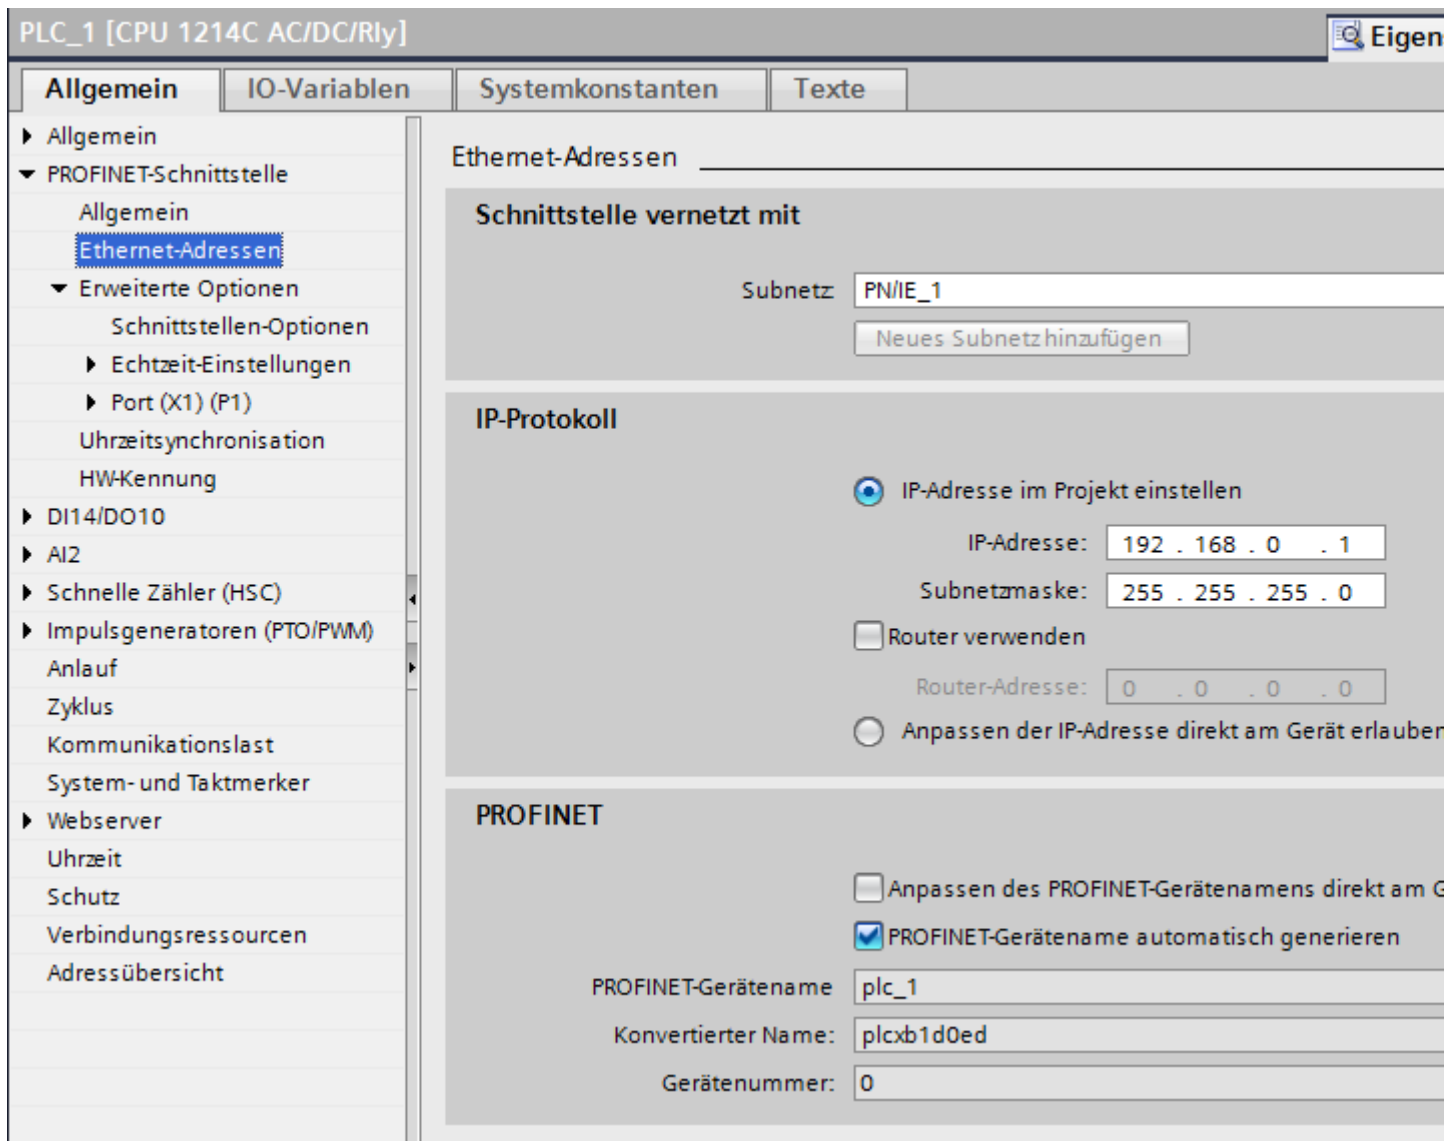 PLC_1 [CPU 1214C AC/DC/Rly]
Eigen
Allgemein
IO-Variablen
Systemkonstanten
Texte
Allgemein
PROFINET-Schnittstelle
Allgemein
Ethernet-Adressen
Erweiterte Optionen
Schnittstellen-Optionen
Echtzeit-Einstellungen
Port (X1) (P1)
Uhrzeitsynchronisation
HW-Kennung
DI14/DO10
AI2
Schnelle Zähler (HSC)
Impulsgeneratoren (PTO/PWM)
Anlauf
Zyklus
Kommunikationslast
System- und Taktmerker
Webserver
Uhrzeit
Schutz
Verbindungsressourcen
Adressübersicht
Ethernet-Adressen
Schnittstelle vernetzt mit
Subnetz: PN/IE_1
Neues Subnetz hinzufügen
IP-Protokoll
IP-Adresse im Projekt einstellen
IP-Adresse: 192 . 168 . 0 . 1
Subnetzmaske: 255 . 255 . 255 . 0
Router verwenden
Router-Adresse: 0 . 0 . 0 . 0
Anpassen der IP-Adresse direkt am Gerät erlauben
PROFINET
Anpassen des PROFINET-Gerätenamens direkt am G
PROFINET-Gerätename automatisch generieren
PROFINET-Gerätename plc_1
Konvertierter Name: plcxb1d0ed
Gerätenummer: 0